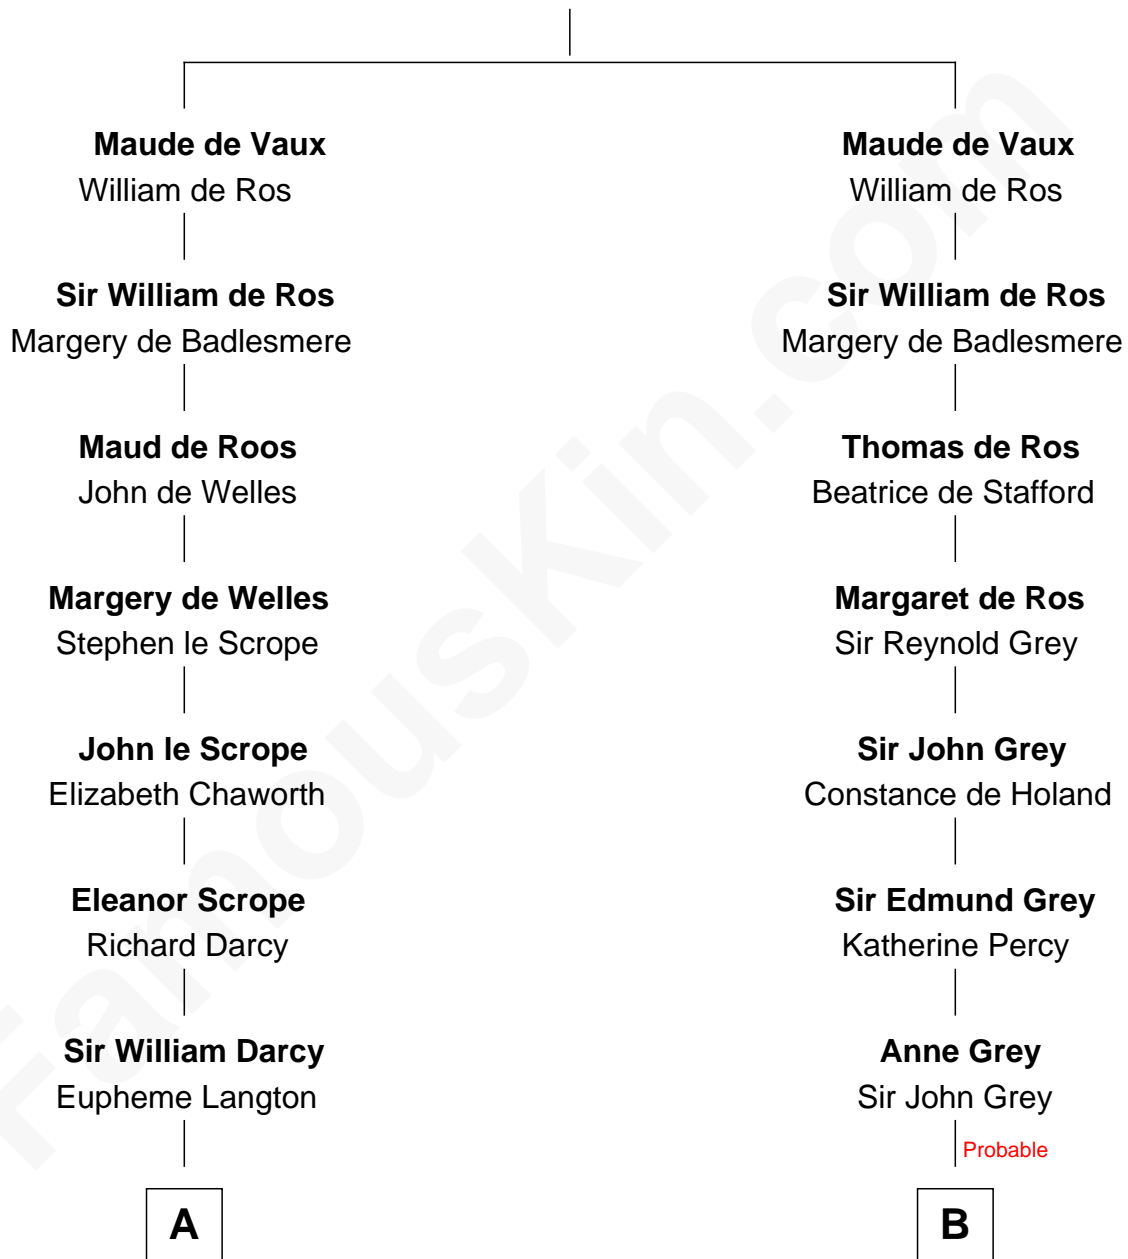 Maude de Vaux
William de Ros
Sir William de Ros
Margery de Badlesmere
Maud de Roos
John de Welles
Margery de Welles
Stephen le Scrope
John le Scrope
Elizabeth Chaworth
Eleanor Scrope
Richard Darcy
Sir William Darcy
Eupheme Langton
A
Maude de Vaux
William de Ros
Sir William de Ros
Margery de Badlesmere
Thomas de Ros
Beatrice de Stafford
Margaret de Ros
Sir Reynold Grey
Sir John Grey
Constance de Holand
Sir Edmund Grey
Katherine Percy
Anne Grey
Sir John Grey
Probable
B
FamousKin.com